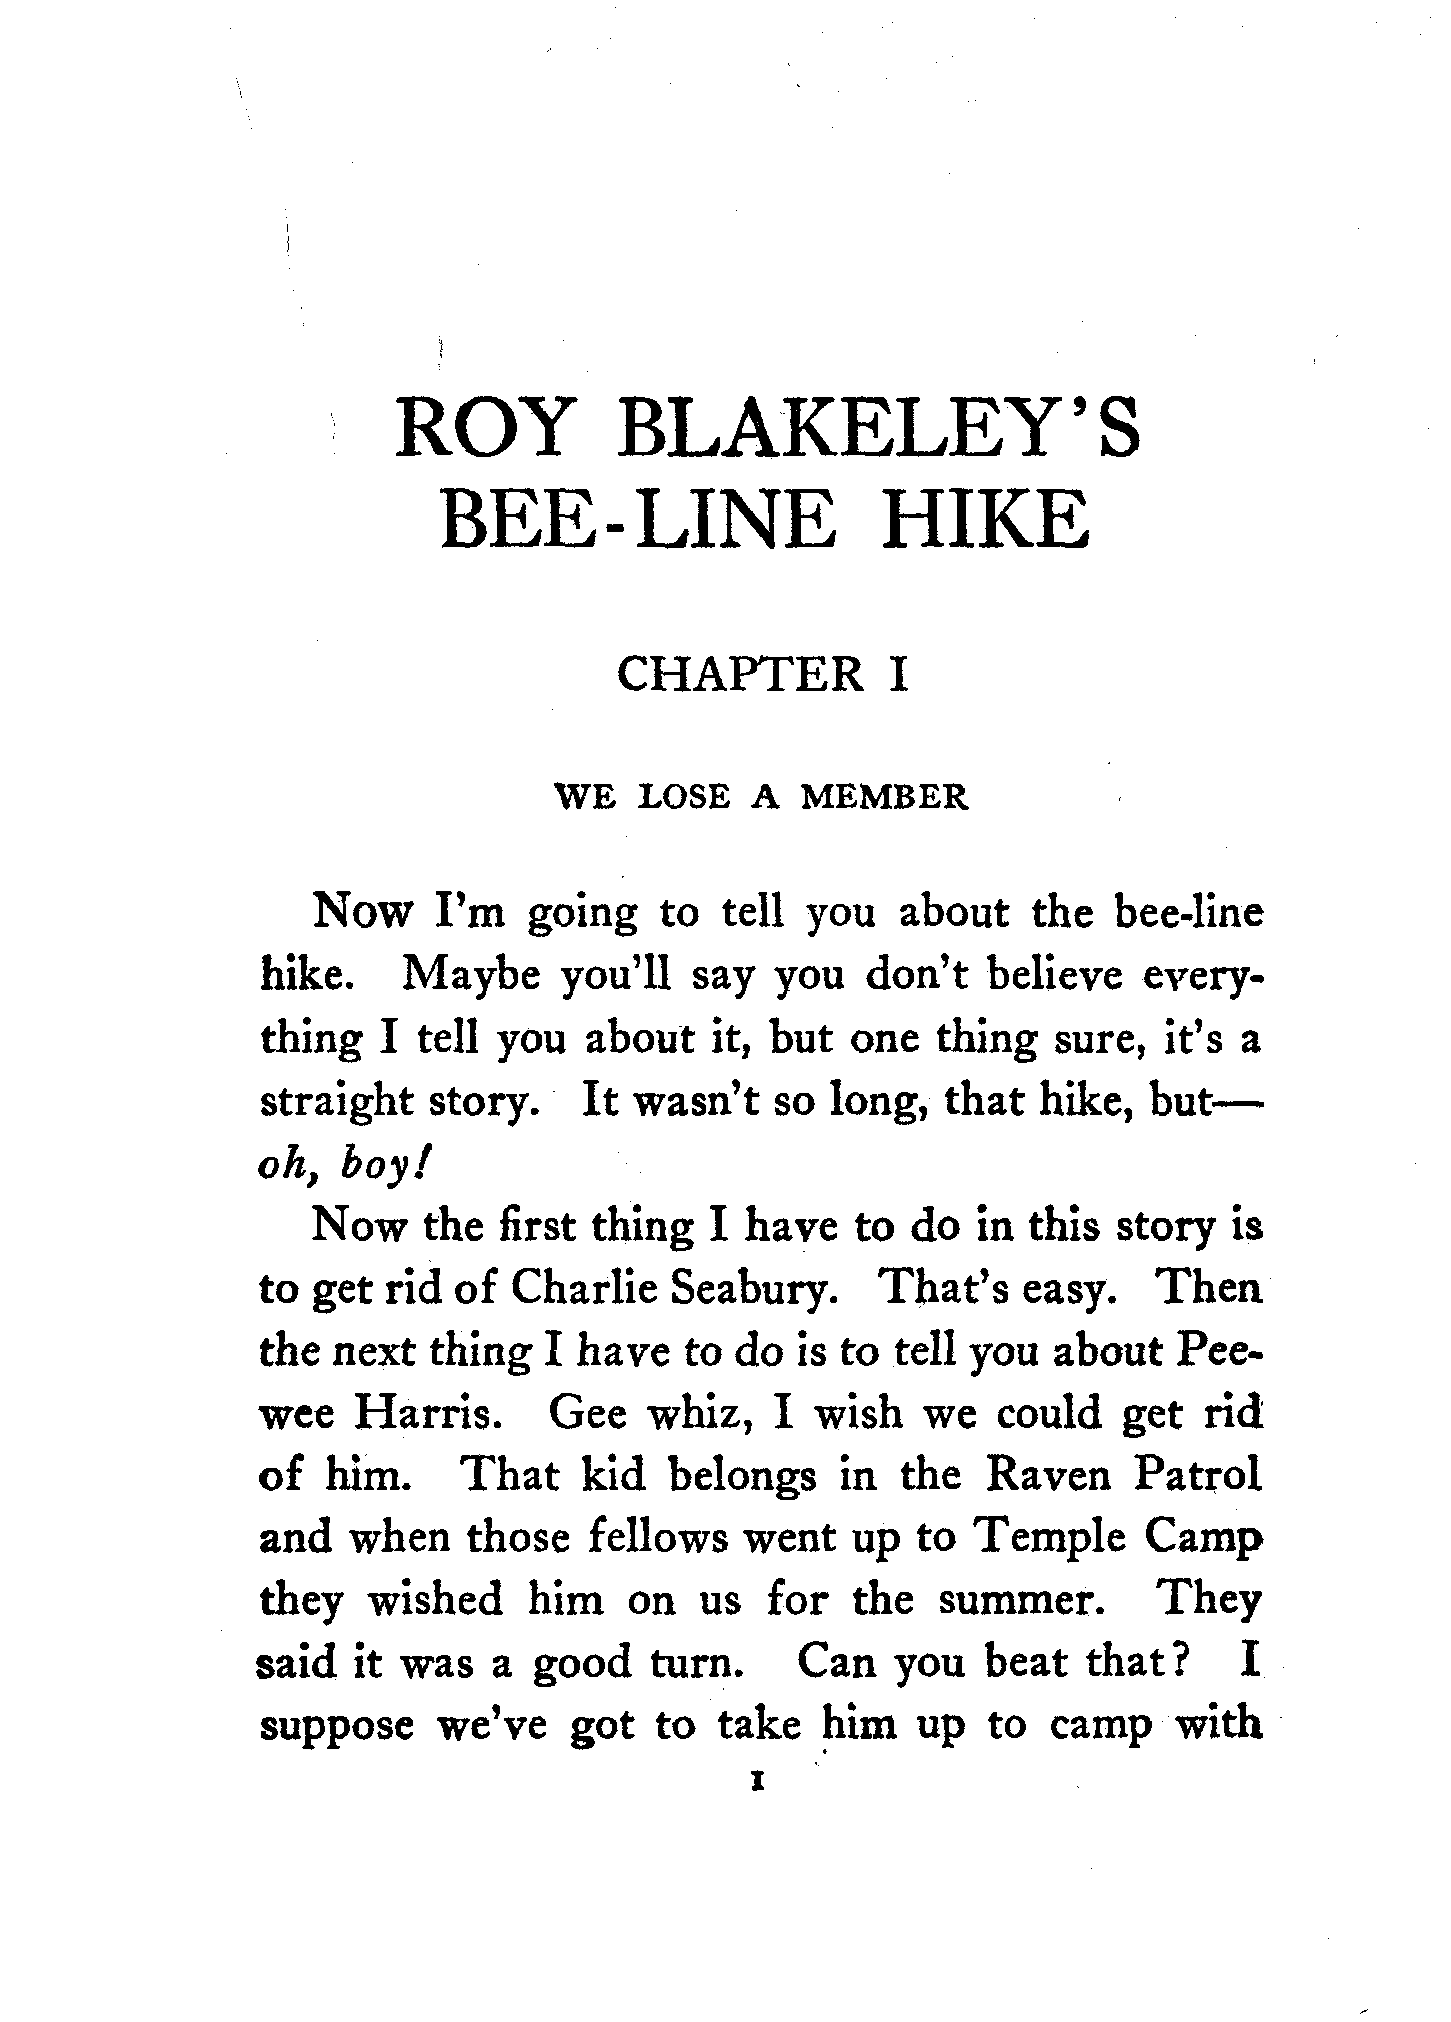 ROY BLAKELEY'S
BEE-LINE HIKE
CHAPTER I
WE LOSE A MEMBER
Now I'm going to tell you about the bee-line
hike. Maybe you'll say you don't believe every-
thing I tell you about it, but one thing sure, it's a
straight story. It wasn't so long, that hike, but—
oh, boy!
Now the first thing I have to do in this story is
to get rid of Charlie Seabury. That's easy. Then
the next thing I have to do is to tell you about Pee-
wee Harris. Gee whiz, I wish we could get rid
of him. That kid belongs in the Raven Patrol
and when those fellows went up to Temple Camp
they wished him on us for the summer. They
said it was a good turn. Can you beat that? I
suppose we've got to take him up to camp with
1